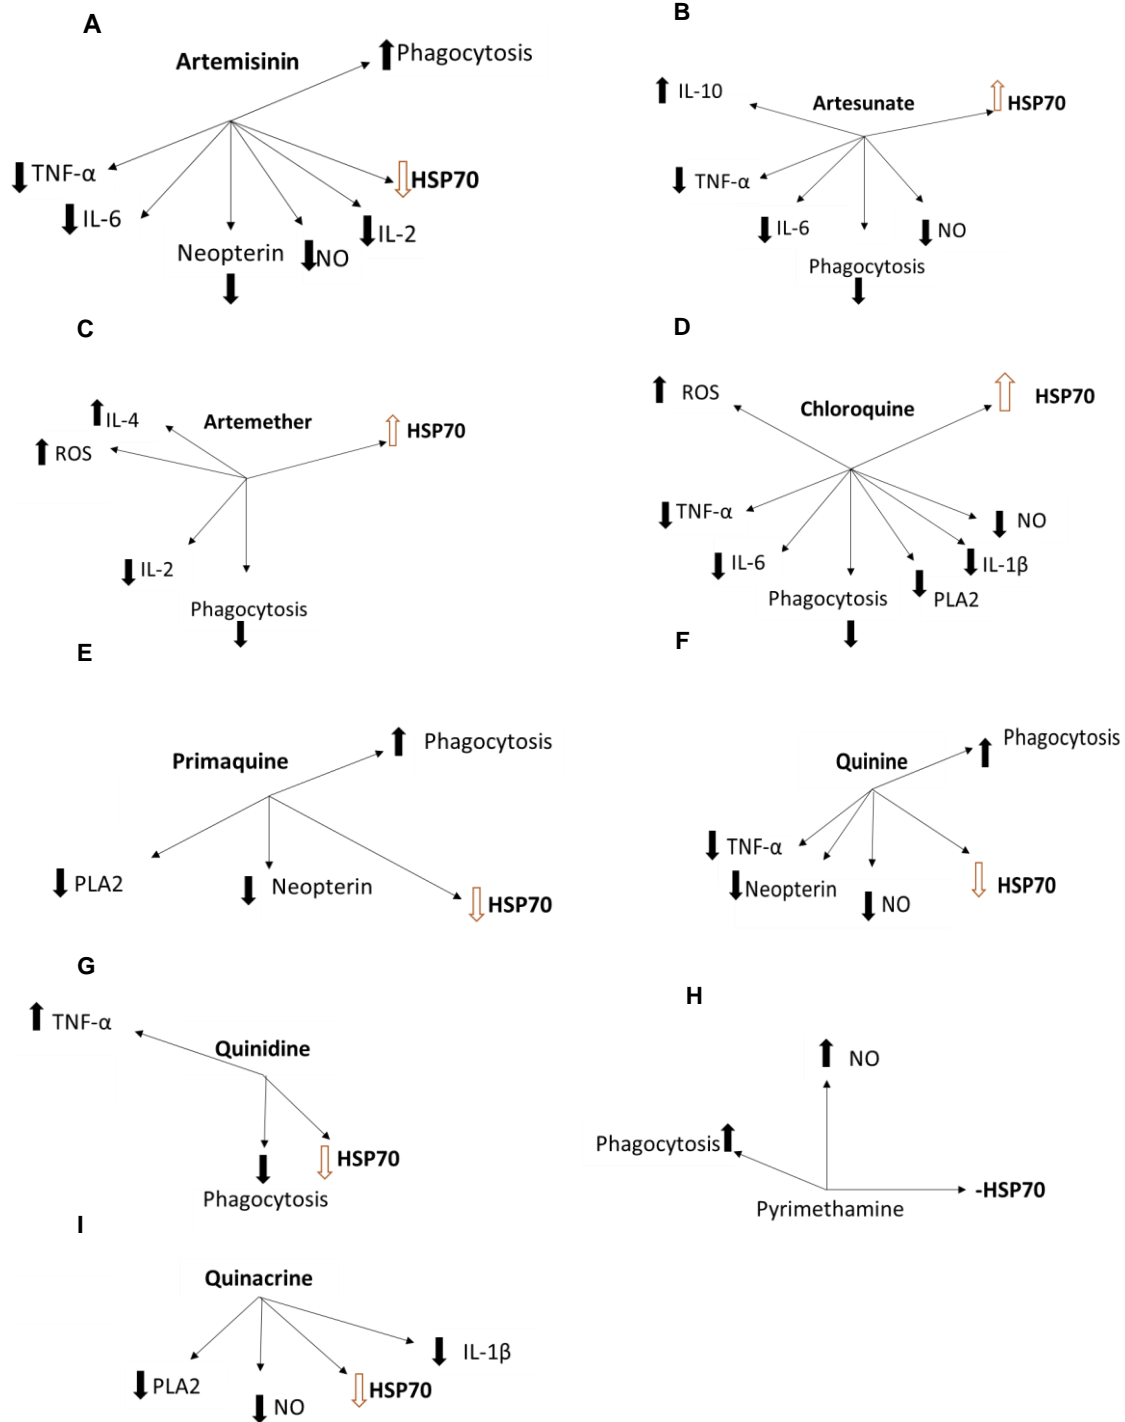 A
Artemisinin
Phagocytosis
TNF-α
HSP70
IL-6
IL-2
Neopterin
NO
B
IL-10
Artesunate
HSP70
TNF-α
IL-6
NO
Phagocytosis
C
IL-4
Artemether
HSP70
ROS
IL-2
Phagocytosis
D
ROS
Chloroquine
HSP70
TNF-α
NO
IL-6
IL-1β
Phagocytosis
PLA2
E
Phagocytosis
Primaquine
PLA2
Neopterin
HSP70
F
Phagocytosis
Quinine
TNF-α
Neopterin
HSP70
NO
G
TNF-α
Quinidine
HSP70
Phagocytosis
H
NO
Phagocytosis
-HSP70
Pyrimethamine
I
Quinacrine
IL-1β
PLA2
HSP70
NO